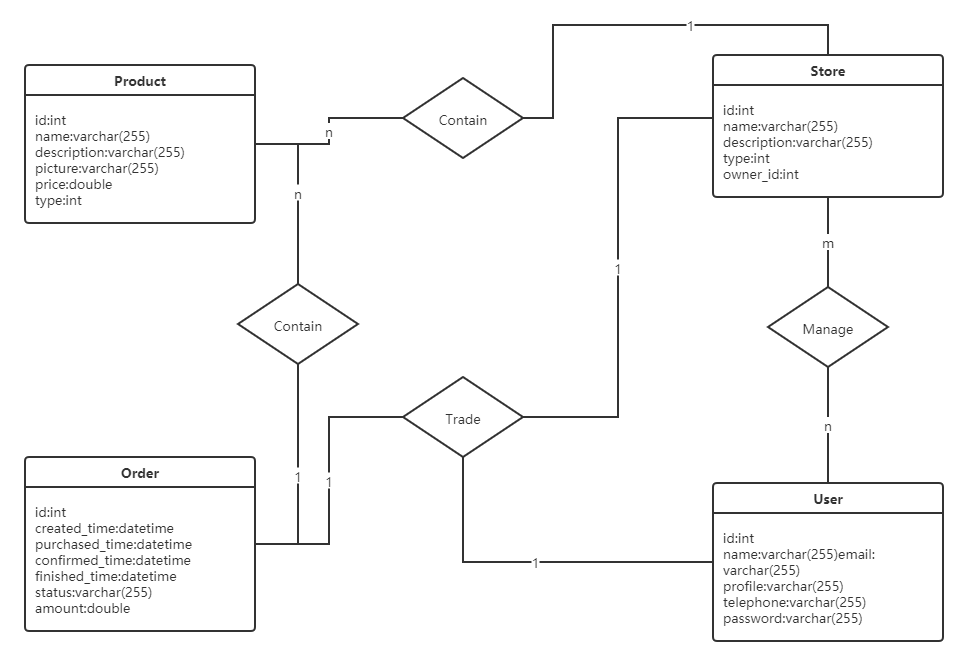 1
Product
id:int
name:varchar(255)
description:varchar(255)
picture:varchar(255)
price:double
type:int
n
Contain
Store
id:int
name:varchar(255)
description:varchar(255)
type:int
owner_id:int
n
m
1
Contain
Manage
Trade
n
1
1
Order
id:int
created_time:datetime
purchased_time:datetime
confirmed_time:datetime
finished_time:datetime
status:varchar(255)
amount:double
1
User
id:int
name:varchar(255)email:
varchar(255)
profile:varchar(255)
telephone:varchar(255)
password:varchar(255)